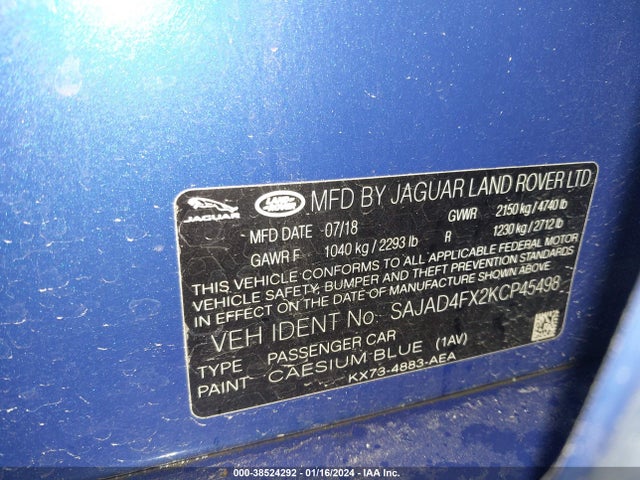 JAGUAR LAND ROVER MFD BY JAGUAR LAND ROVER LTD
MFD DATE 07/18 GVWR 2150 kg / 4740 lb
GAWR F 1040 kg / 2293 lb R 1230 kg / 2712 lb
THIS VEHICLE CONFORMS TO ALL APPLICABLE FEDERAL MOTOR
VEHICLE SAFETY, BUMPER AND THEFT PREVENTION STANDARDS
IN EFFECT ON THE DATE OF MANUFACTURE SHOWN ABOVE.
VEH IDENT No: SAJAD4FX2KCP45498
TYPE PASSENGER CAR
PAINT CAESIUM BLUE (1AV)
KX73-4883-AEA
000-38524292 - 01/16/2024 - IAA Inc.